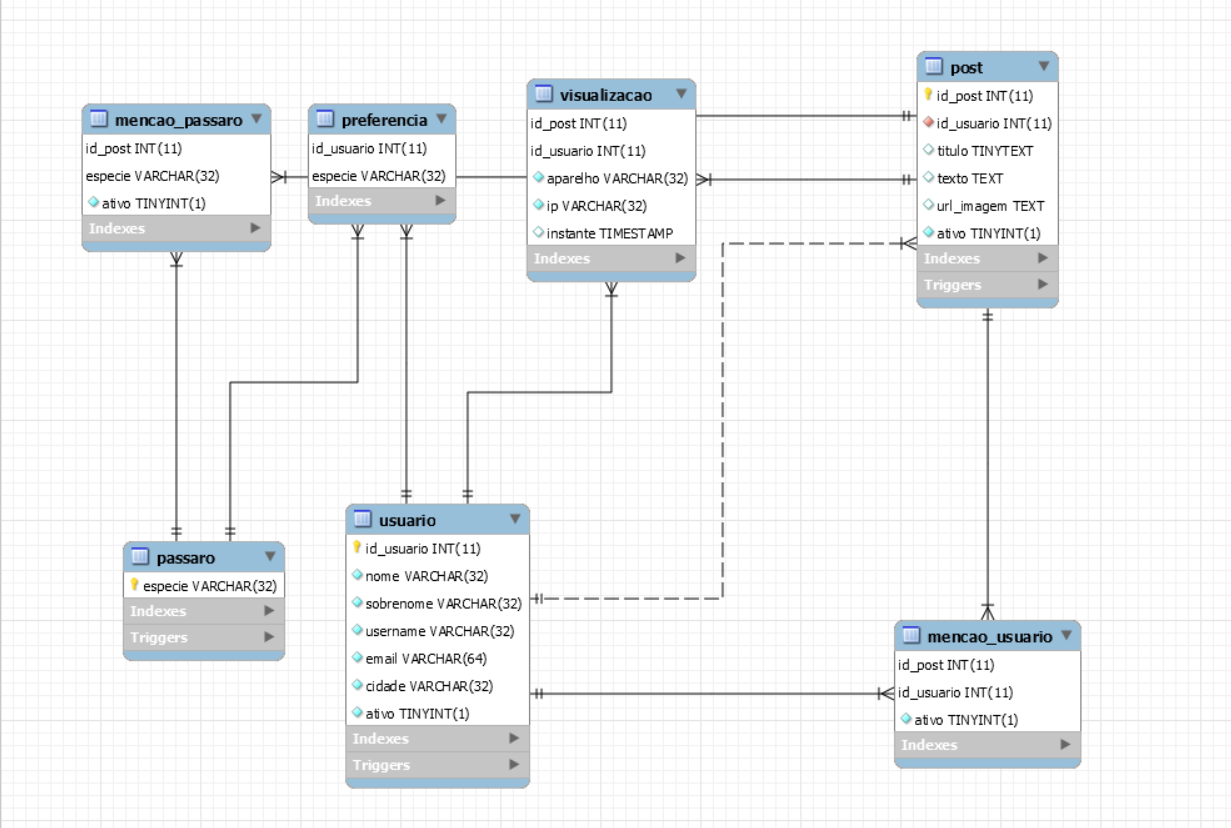 mencao_passaro
id_post INT(11)
especie VARCHAR(32)
ativo TINYINT(1)
Indexes
preferencia
id_usuario INT(11)
especie VARCHAR(32)
Indexes
visualizacao
id_post INT(11)
id_usuario INT(11)
aparelho VARCHAR(32)
ip VARCHAR(32)
instante TIMESTAMP
Indexes
post
id_post INT(11)
id_usuario INT(11)
titulo TINYTEXT
texto TEXT
url_imagem TEXT
ativo TINYINT(1)
Indexes
Triggers
passaro
especie VARCHAR(32)
Indexes
Triggers
usuario
id_usuario INT(11)
nome VARCHAR(32)
sobrenome VARCHAR(32)
username VARCHAR(32)
email VARCHAR(64)
cidade VARCHAR(32)
ativo TINYINT(1)
Indexes
Triggers
mencao_usuario
id_post INT(11)
id_usuario INT(11)
ativo TINYINT(1)
Indexes